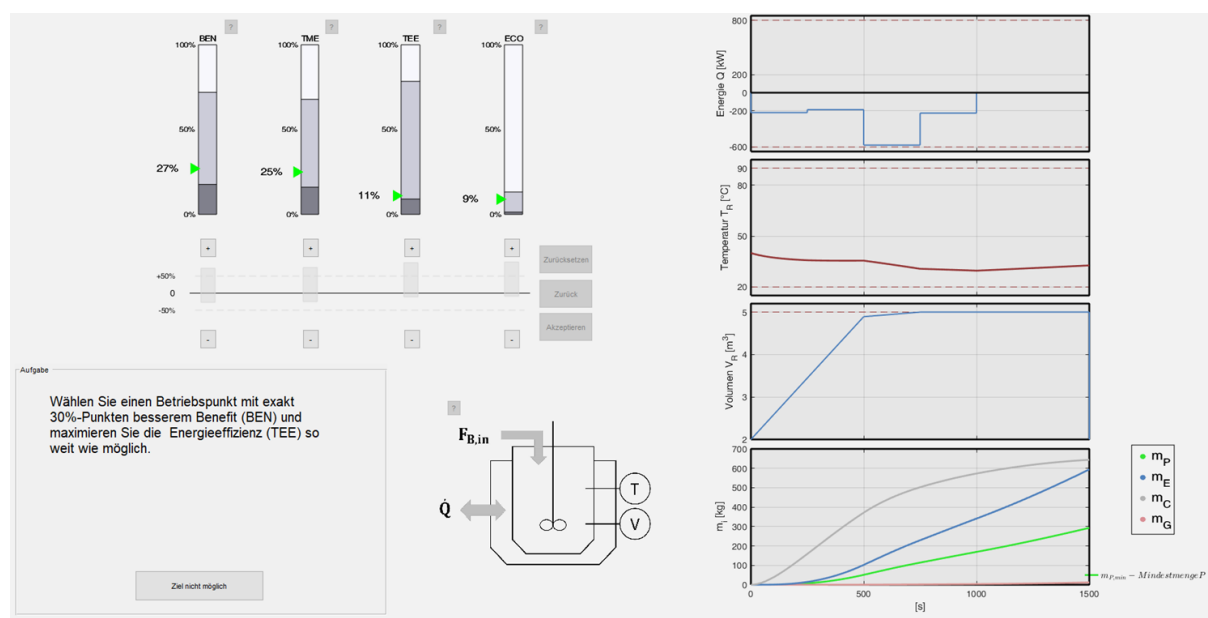 ? ? ? ?
BEN TME TEE ECO
100% 100% 100% 100%
50% 50% 50% 50%
27% 25% 11% 9%
0% 0% 0% 0%
+ + + +
Zurücksetzen
+50%
0
Zurück
-50%
Akzeptieren
- - - -
Aufgabe
Wählen Sie einen Betriebspunkt mit exakt
30%-Punkten besserem Benefit (BEN) und
maximieren Sie die Energieeffizienz (TEE) so
weit wie möglich.
Ziel nicht möglich
?
F_B,in
T
Q̇
V
Energie Q [kW]
800
200
0
-200
-600
Temperatur T_R [°C]
90
80
50
20
Volumen V_R [m³]
5
4
3
2
m_i [kg]
700
600
500
400
300
200
100
0
0 500 1000 1500
[s]
m_P
m_E
m_C
m_G
m_P,min − MindestmengeP